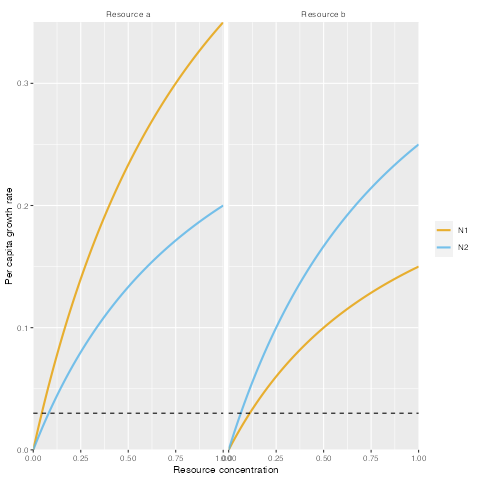 Resource a
Resource b
Per capita growth rate
0.3
0.2
0.1
0.0
0.00
0.25
0.50
0.75
1.00
0.00
0.25
0.50
0.75
1.00
Resource concentration
N1
N2